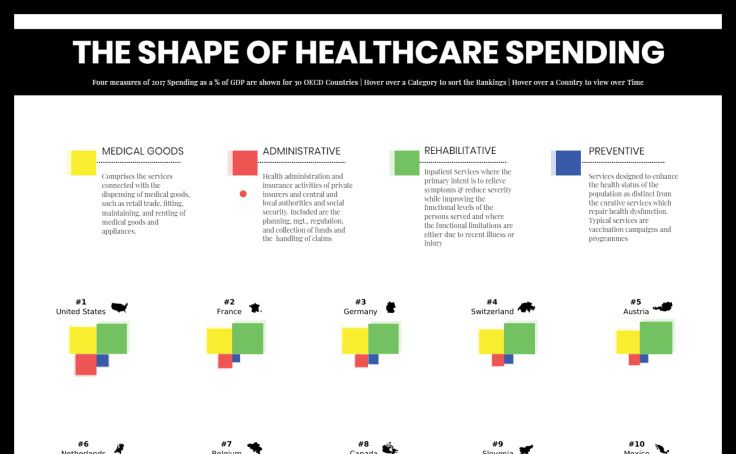 THE SHAPE OF HEALTHCARE SPENDING
Four measures of 2017 Spending as a % of GDP are shown for 30 OECD Countries | Hover over a Category to sort the Rankings | Hover over a Country to view over Time
MEDICAL GOODS
Comprises the services
connected with the
dispensing of medical goods,
such as retail trade, fitting,
maintaining, and renting of
medical goods and
appliances.
ADMINISTRATIVE
Health administration and
insurance activities of private
insurers and central and
local authorities and social
security. Included are the
planning, mgt., regulation,
and collection of funds and
the handling of claims
REHABILITATIVE
Inpatient Services where the
primary intent is to relieve
symptoms & reduce severity
while improving the
functional levels of the
persons served and where
the functional limitations are
either due to recent illness or
injury
PREVENTIVE
Services designed to enhance
the health status of the
population as distinct from
the curative services which
repair health dysfunction.
Typical services are
vaccination campaigns and
programmes
#1
United States
#2
France
#3
Germany
#4
Switzerland
#5
Austria
#6
Netherlands
#7
Belgium
#8
Canada
#9
Slovenia
#10
Mexico